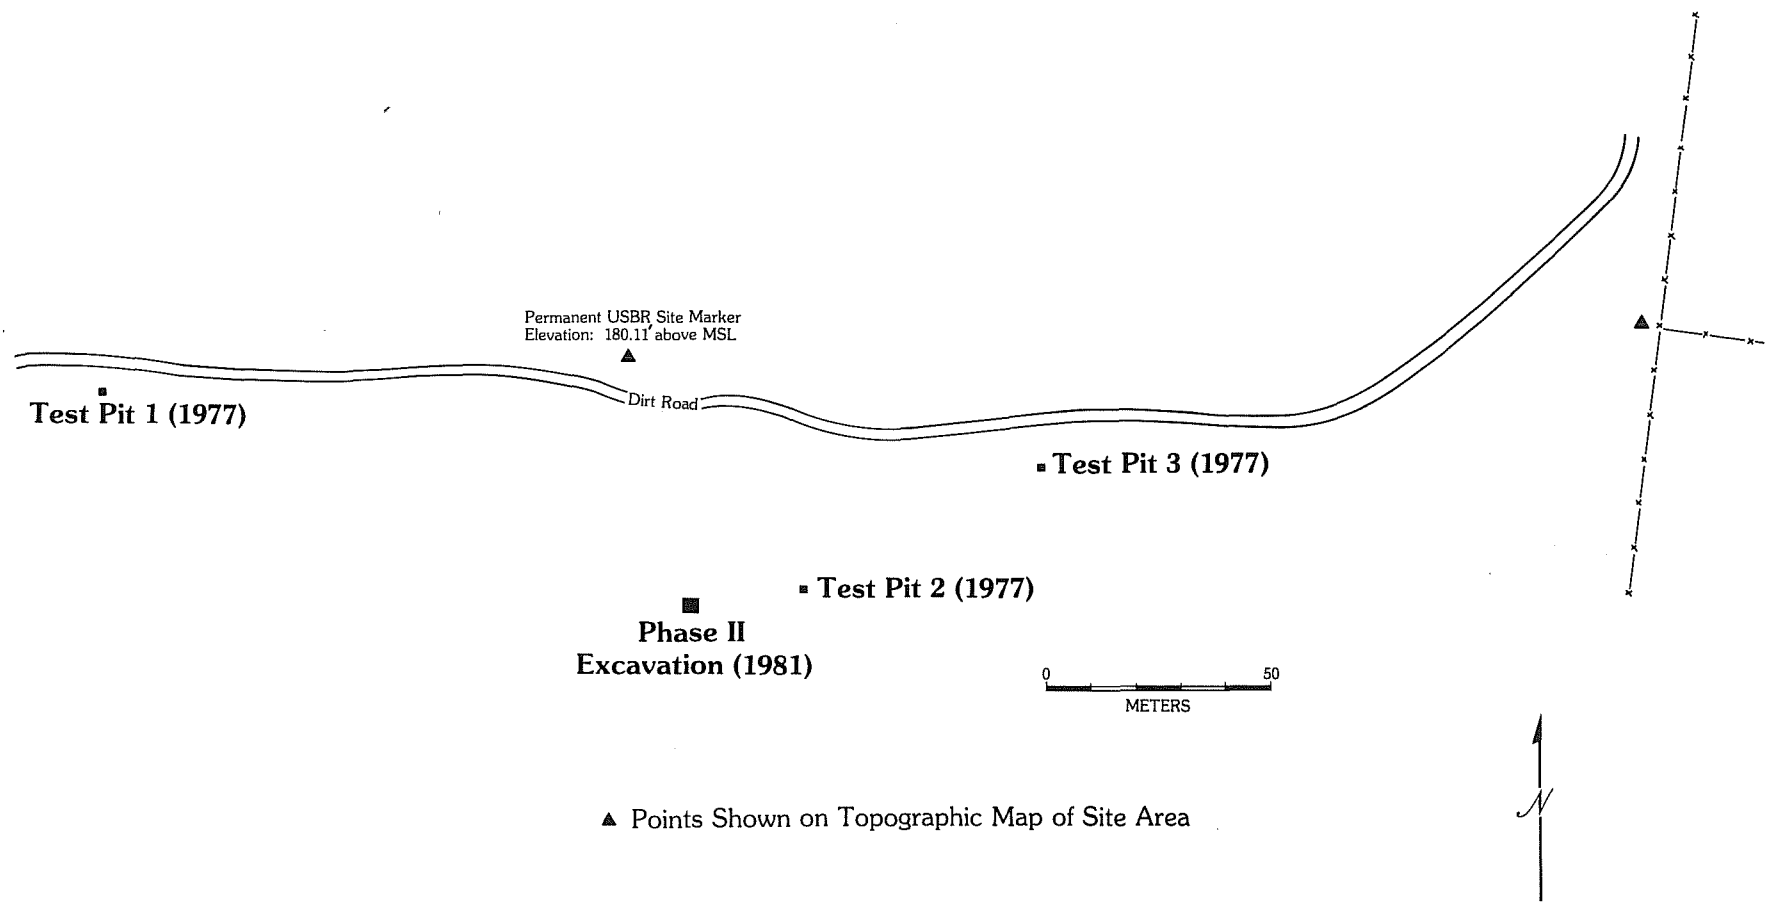 Permanent USBR Site Marker
Elevation: 180.11' above MSL
Dirt Road
Test Pit 1 (1977)
Test Pit 3 (1977)
Test Pit 2 (1977)
Phase II
Excavation (1981)
0 50
METERS
N
▲ Points Shown on Topographic Map of Site Area